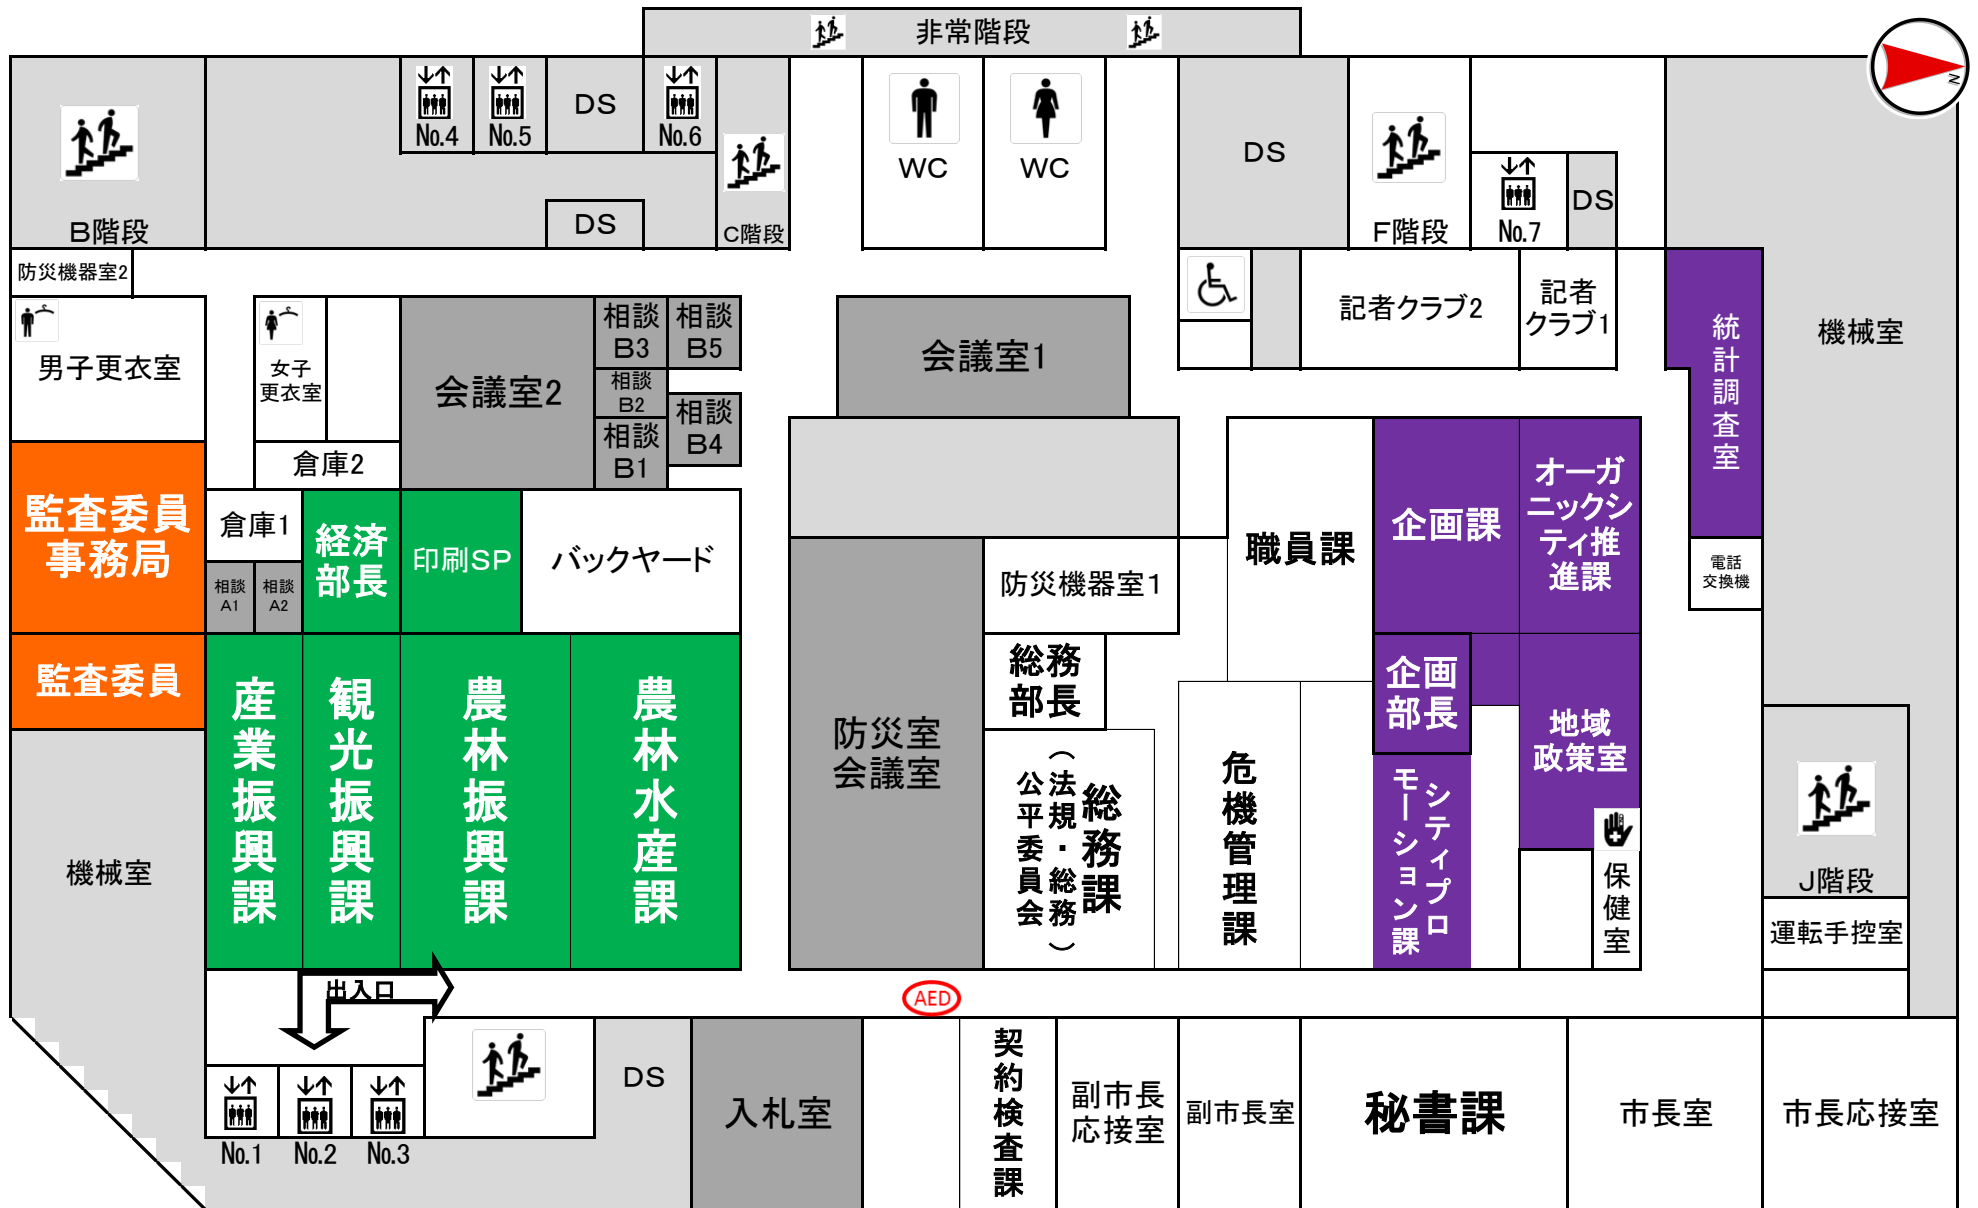 非常階段
N
No.4
No.5
DS
No.6
WC
WC
DS
B階段
DS
C階段
F階段
No.7
DS
防災機器室2
男子更衣室
女子
更衣室
会議室2
相談
B3
相談
B5
相談
B2
相談
B1
相談
B4
会議室1
記者クラブ2
記者
クラブ1
統計調査室
機械室
倉庫2
監査委員
事務局
倉庫1
相談
A1
相談
A2
経済
部長
印刷SP
バックヤード
職員課
企画課
オーガ
ニックシ
ティ推
進課
電話
交換機
防災機器室1
監査委員
産業振興課
観光振興課
農林振興課
農林水産課
防災室
会議室
総務
部長
総務課
(法規・総務)
公平委員会
危機管理課
企画
部長
シティプロ
モーション課
地域
政策室
保健室
機械室
J階段
運転手控室
出入口
AED
No.1
No.2
No.3
DS
入札室
契約検査課
副市長
応接室
副市長室
秘書課
市長室
市長応接室